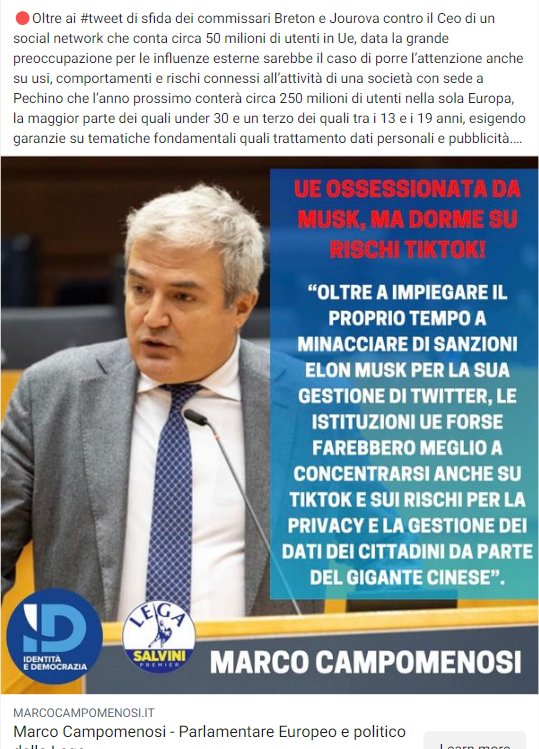 🔴Oltre ai #tweet di sfida dei commissari Breton e Jourova contro il Ceo di un
social network che conta circa 50 milioni di utenti in Ue, data la grande
preoccupazione per le influenze esterne sarebbe il caso di porre l'attenzione anche
su usi, comportamenti e rischi connessi all'attività di una società con sede a
Pechino che l'anno prossimo conterà circa 250 milioni di utenti nella sola Europa,
la maggior parte dei quali under 30 e un terzo dei quali tra i 13 e i 19 anni, esigendo
garanzie su tematiche fondamentali quali trattamento dati personali e pubblicità....
UE OSSESSIONATA DA
MUSK, MA DORME SU
RISCHI TIKTOK!
"OLTRE A IMPIEGARE IL
PROPRIO TEMPO A
MINACCIARE DI SANZIONI
ELON MUSK PER LA SUA
GESTIONE DI TWITTER, LE
ISTITUZIONI UE FORSE
FAREBBERO MEGLIO A
CONCENTRARSI ANCHE SU
TIKTOK E SUI RISCHI PER LA
PRIVACY E LA GESTIONE DEI
DATI DEI CITTADINI DA PARTE
DEL GIGANTE CINESE".
ID
IDENTITÀ
E DEMOCRAZIA
LEGA
SALVINI
PREMIER
MARCO CAMPOMENOSI
MARCOCAMPOMENOSI.IT
Marco Campomenosi - Parlamentare Europeo e politico
della Lega
Learn more